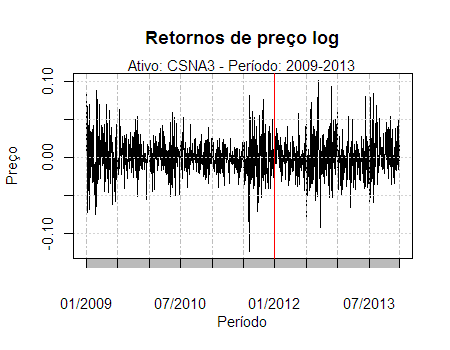 Retornos de preço log
Ativo: CSNA3 - Período: 2009-2013
Preço
0.10
0.00
-0.10
01/2009 07/2010 01/2012 07/2013
Período